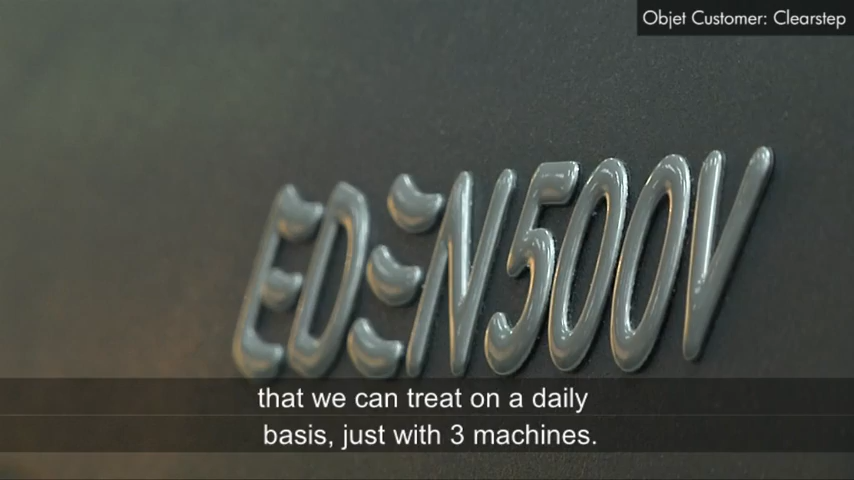 Objet Customer: Clearstep
EDEN500V
that we can treat on a daily
basis, just with 3 machines.